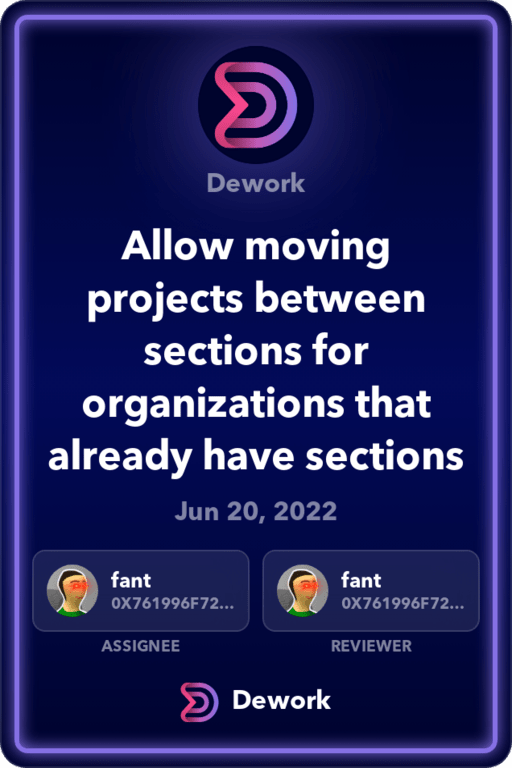 Dework
Allow moving
projects between
sections for
organizations that
already have sections
Jun 20, 2022
fant
0X761996F72...
ASSIGNEE
fant
0X761996F72...
REVIEWER
Dework